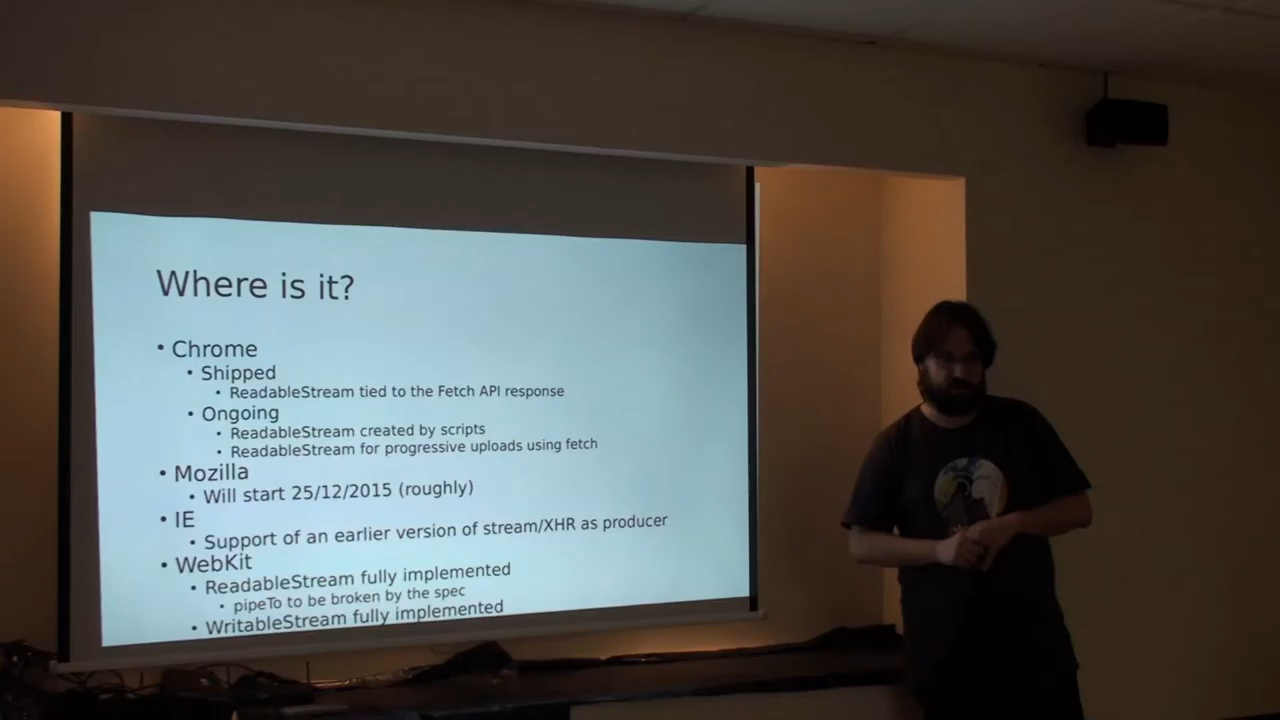 Where is it?
• Chrome
• Shipped
• ReadableStream tied to the Fetch API response
• Ongoing
• ReadableStream created by scripts
• ReadableStream for progressive uploads using fetch
• Mozilla
• Will start 25/12/2015 (roughly)
• IE
• Support of an earlier version of stream/XHR as producer
• WebKit
• ReadableStream fully implemented
• pipeTo to be broken by the spec
• WritableStream fully implemented